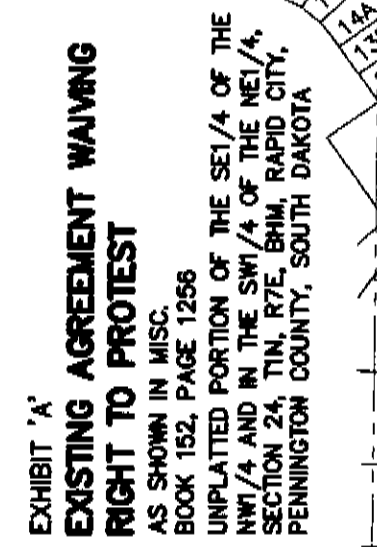 EXHIBIT 'A'
EXISTING AGREEMENT WAIVING
RIGHT TO PROTEST
AS SHOWN IN MISC.
BOOK 152, PAGE 1256
UNPLATTED PORTION OF THE SE1/4 OF THE
NW1/4 AND IN THE SW1/4 OF THE NE1/4,
SECTION 24, T1N, R7E, BHM, RAPID CITY,
PENNINGTON COUNTY, SOUTH DAKOTA
14A